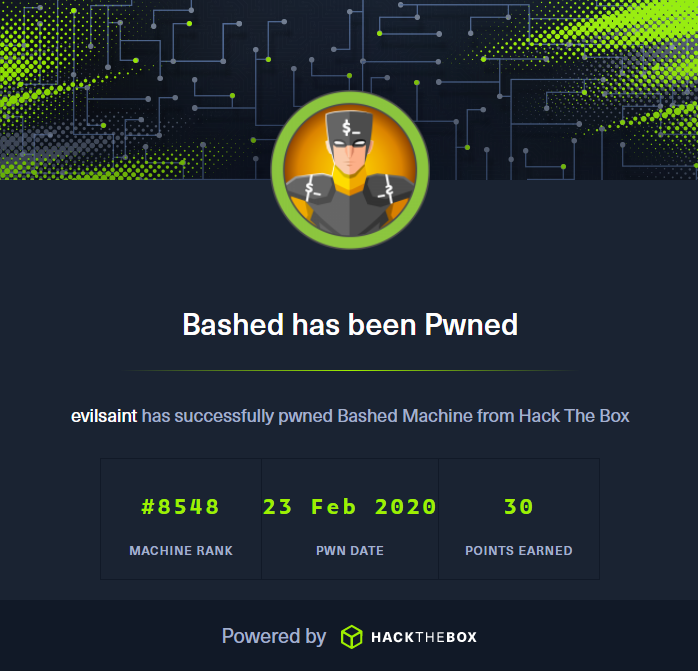 $_
$_
$_
Bashed has been Pwned
evilsaint has successfully pwned Bashed Machine from Hack The Box
#8548
23 Feb 2020
30
MACHINE RANK
PWN DATE
POINTS EARNED
Powered by HACKTHEBOX